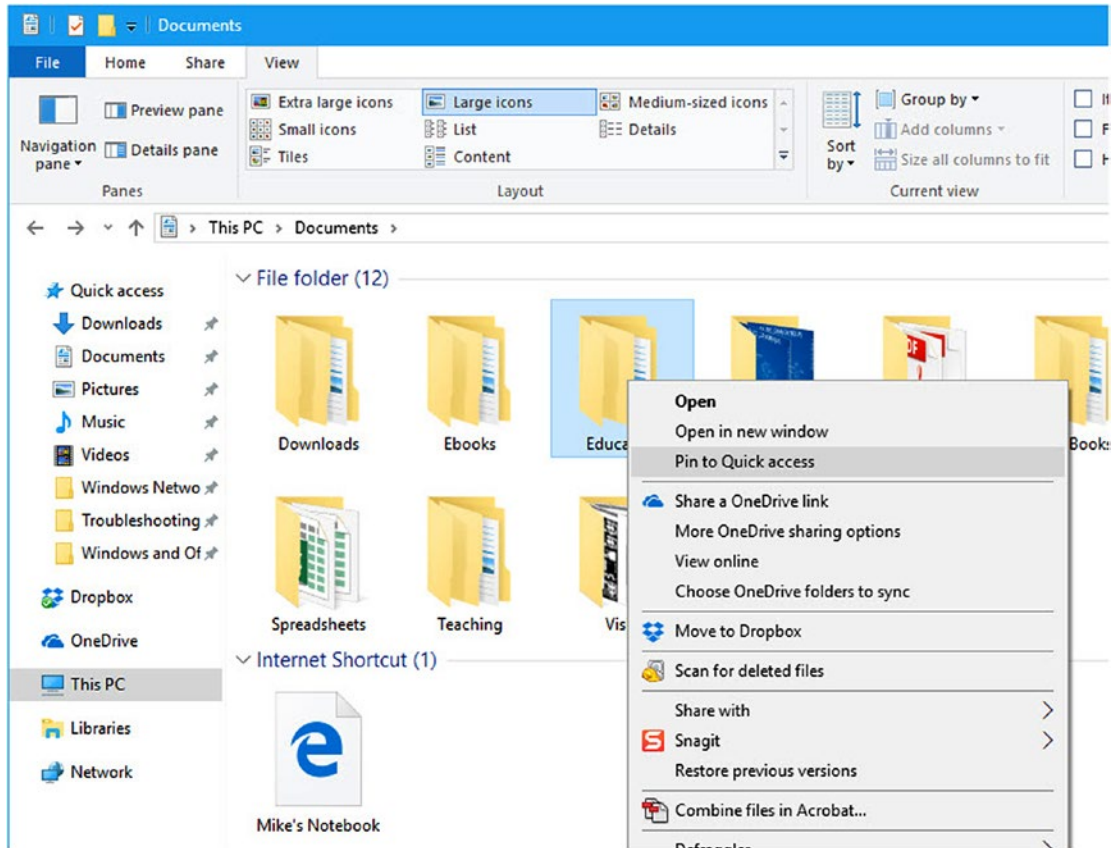 Documents
File Home Share View
Preview pane
Details pane
Navigation
pane
Panes
Extra large icons Large icons Medium-sized icons
Small icons List Details
Tiles Content
Layout
Sort
by
Group by
Add columns
Size all columns to fit
Current view
This PC > Documents >
Quick access
Downloads
Documents
Pictures
Music
Videos
Windows Netwo
Troubleshooting
Windows and Of
Dropbox
OneDrive
This PC
Libraries
Network
File folder (12)
Downloads Ebooks Educa
Books
Spreadsheets Teaching Vis
Internet Shortcut (1)
Mike's Notebook
Open
Open in new window
Pin to Quick access
Share a OneDrive link
More OneDrive sharing options
View online
Choose OneDrive folders to sync
Move to Dropbox
Scan for deleted files
Share with
Snagit
Restore previous versions
Combine files in Acrobat...